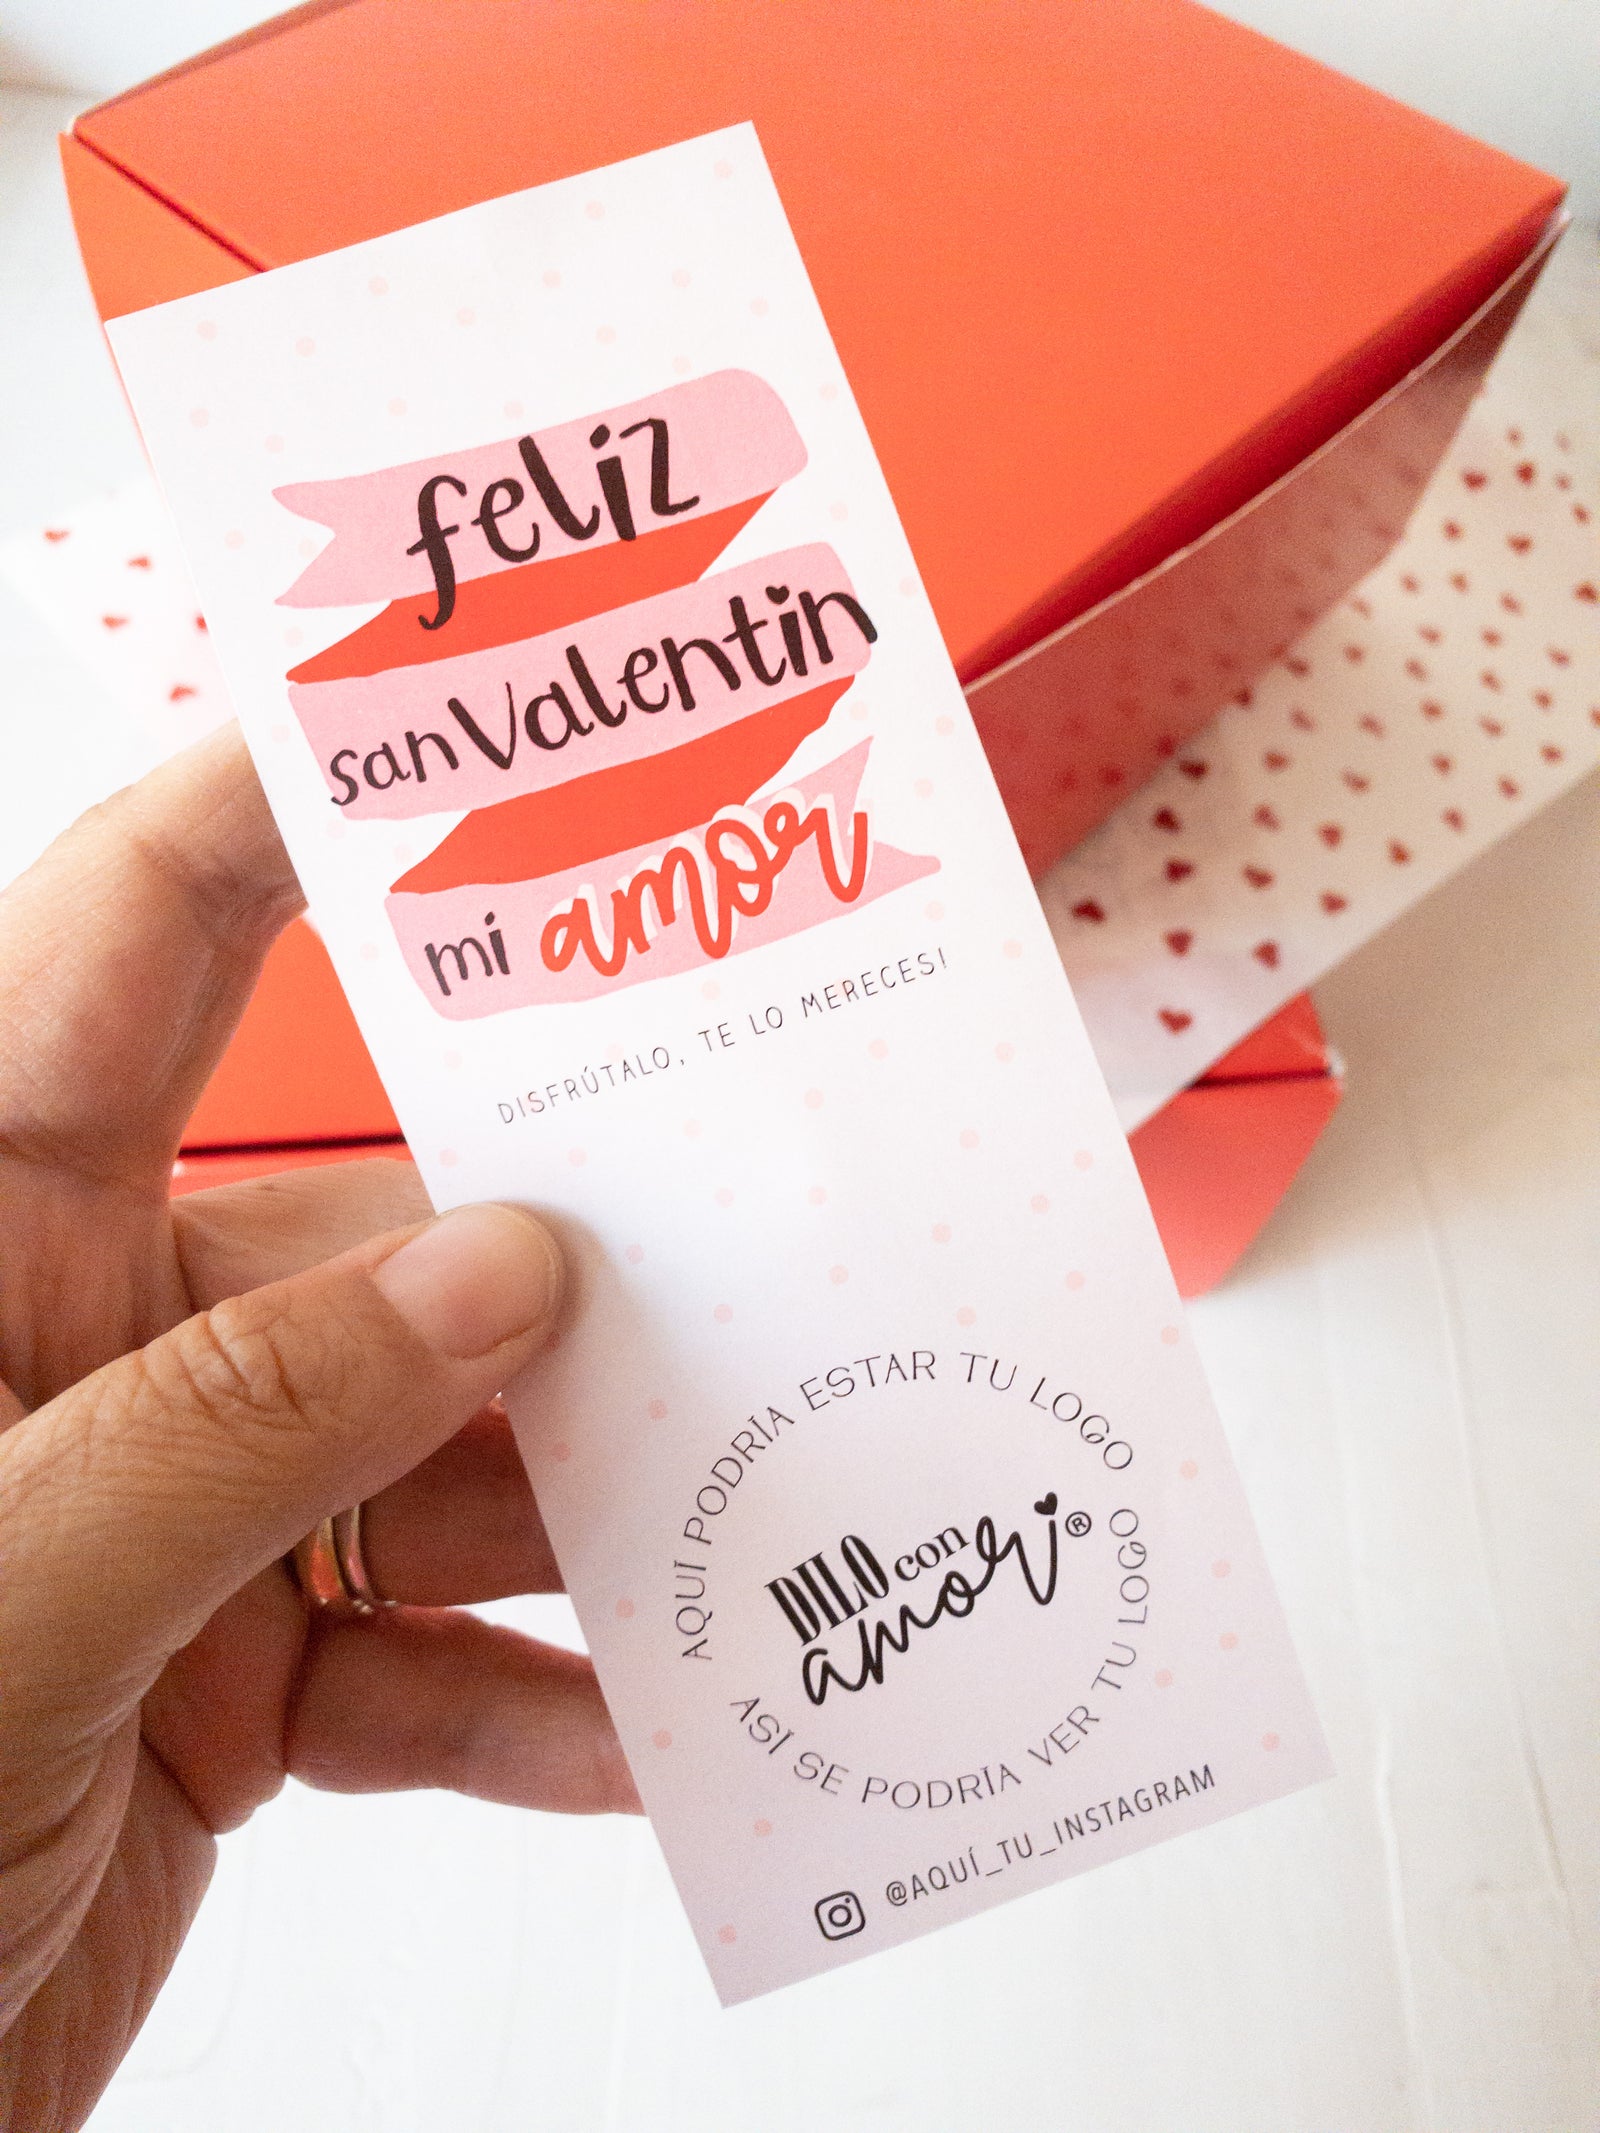 feliz
san Valentin
mi amor
DISFRÚTALO, TE LO MERECES!
AQUÍ PODRÍA ESTAR TU LOGO
DILO con
amor®
ASÍ SE PODRÍA VER TU LOGO
@AQUÍ_TU_INSTAGRAM